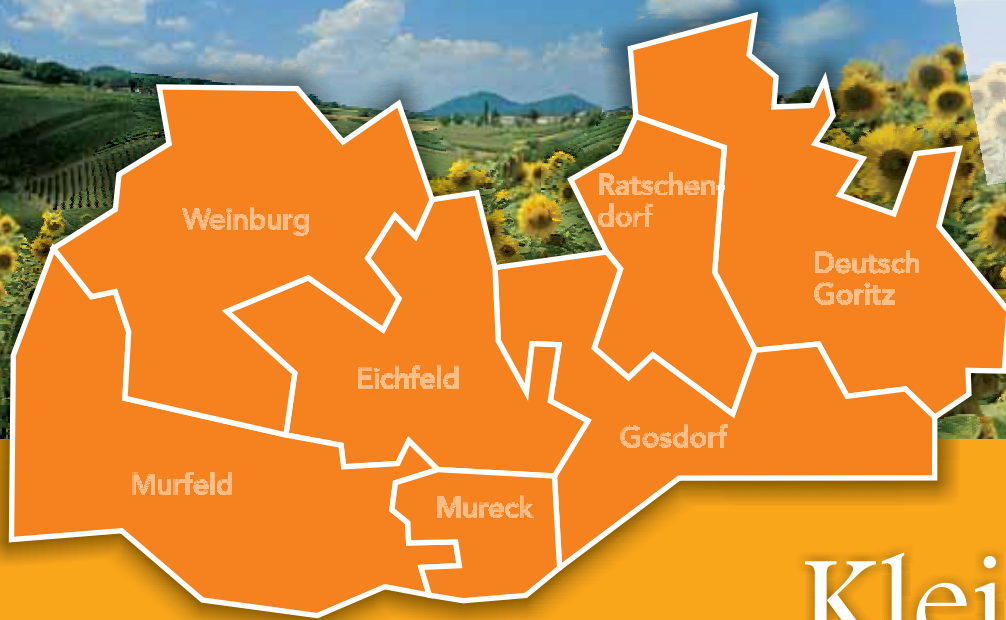 Weinburg
Ratschen-
dorf
Deutsch
Goritz
Eichfeld
Gosdorf
Murfeld
Mureck
Klei